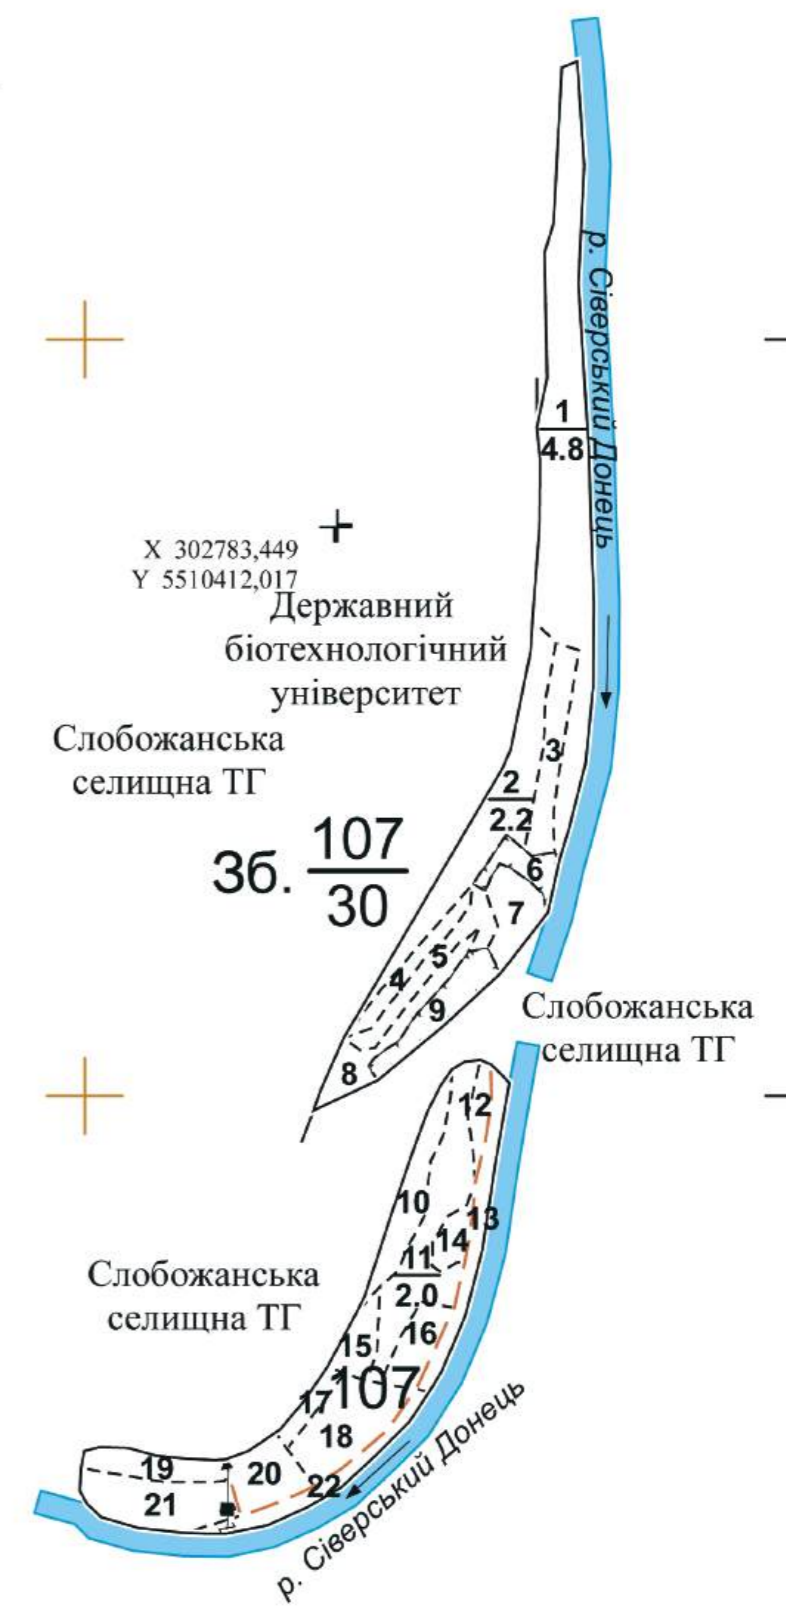 р. Сіверський Донець
1
4.8
X 302783,449
Y 5510412,017
Державний
біотехнологічний
університет
Слобожанська
селищна ТГ
3
2
2.2
Зб. 107
30
6
7
5
4
9
8
Слобожанська
селищна ТГ
12
10
13
14
11
2.0
Слобожанська
селищна ТГ
16
15
107
17
18
19
20
22
21
р. Сіверський Донець